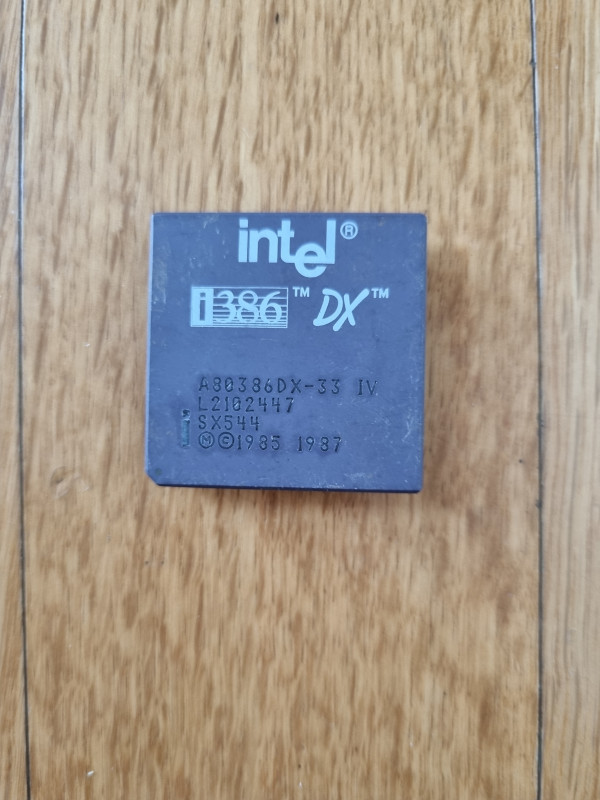 intel®
i386™ DX™
A80386DX-33 IV
L2102447
SX544
Ⓜ©1985 1987